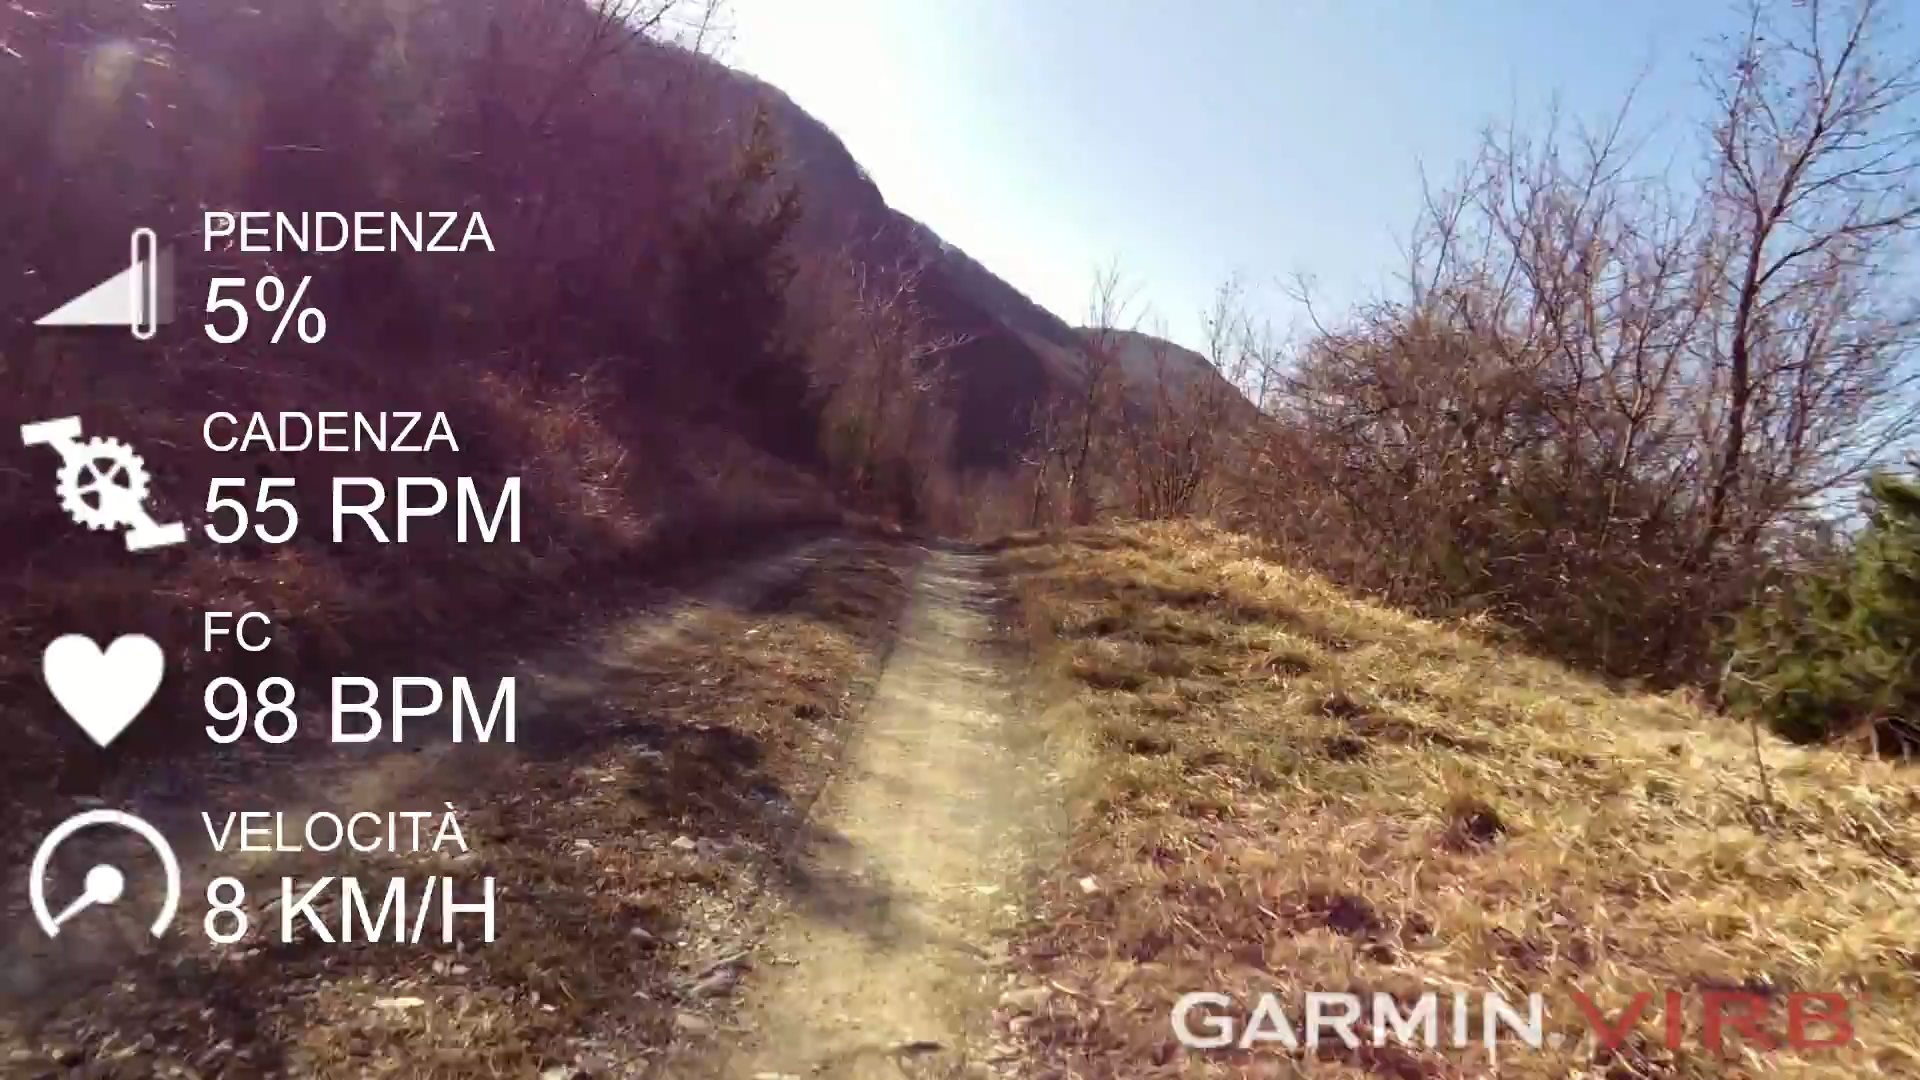 PENDENZA
5%
CADENZA
55 RPM
FC
98 BPM
VELOCITÀ
8 KM/H
GARMIN. VIRB